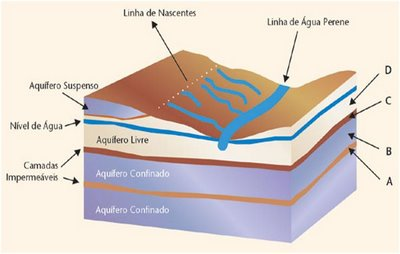 Linha de Nascentes
Linha de Água Perene
Aquífero Suspenso
Nível de Água
Aquífero Livre
Camadas
Impermeáveis
Aquífero Confinado
Aquífero Confinado
D
C
B
A